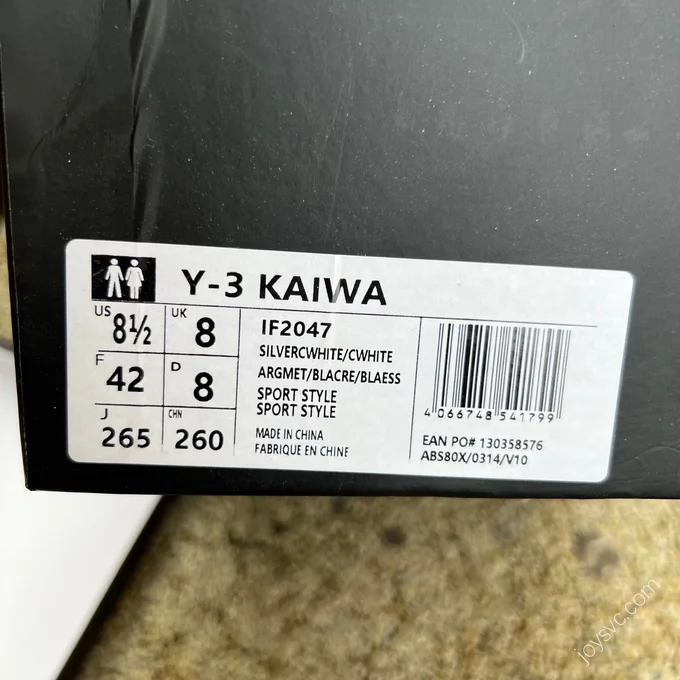 Y-3 KAIWA
US 8½ UK 8
F 42 D 8
J 265 CHN 260
IF2047
SILVERCWHITE/CWHITE
ARGMET/BLACRE/BLAESS
SPORT STYLE
SPORT STYLE
MADE IN CHINA
FABRIQUE EN CHINE
4 066748 541799
EAN PO# 130358576
ABS80X/0314/V10
joysvc.com